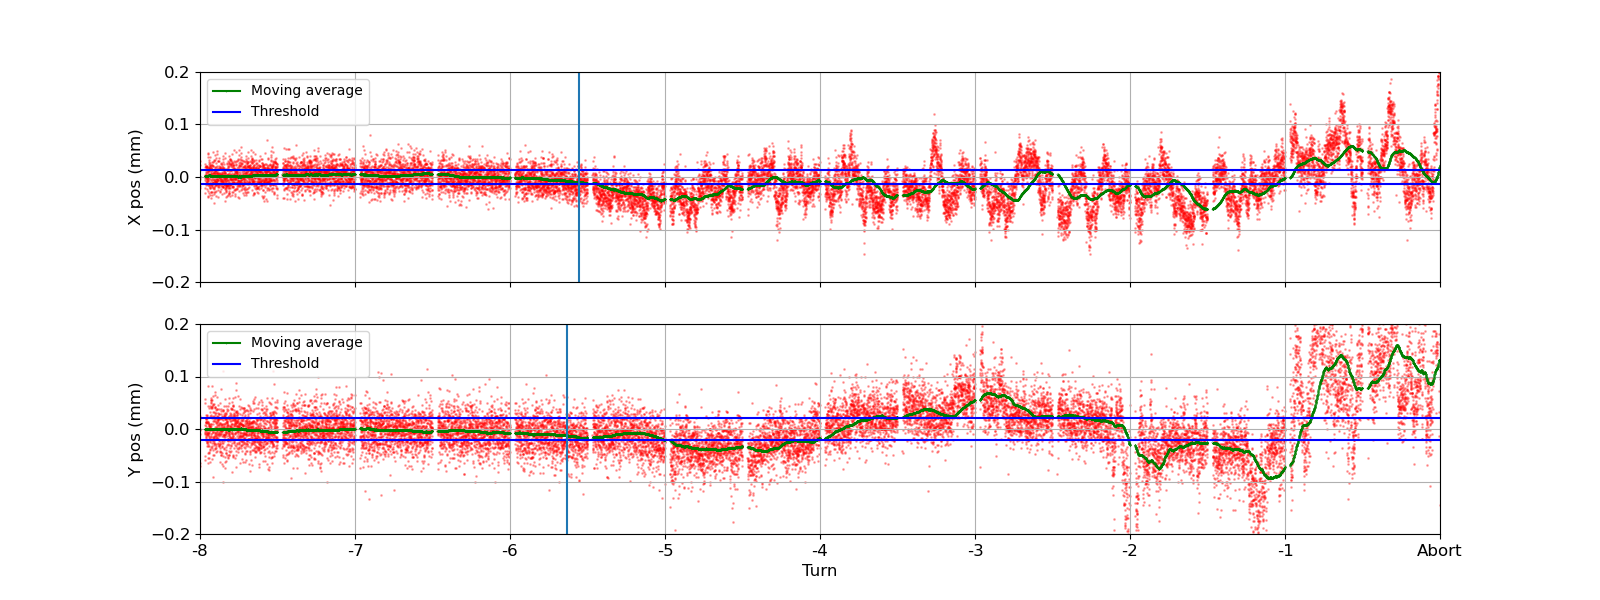 0.2
0.1
0.0
−0.1
−0.2
X pos (mm)
Moving average
Threshold
0.2
0.1
0.0
−0.1
−0.2
Y pos (mm)
Moving average
Threshold
-8 -7 -6 -5 -4 -3 -2 -1 Abort
Turn